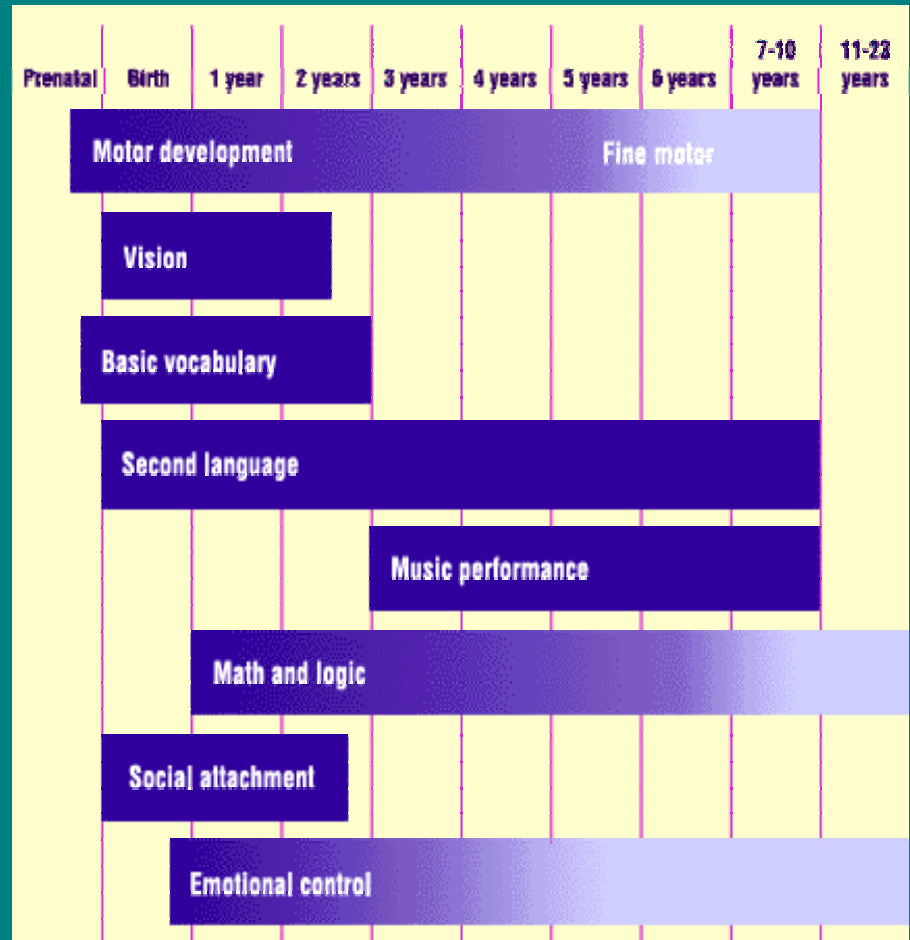 7-10 11-22
Prenatal Birth 1 year 2 years 3 years 4 years 5 years 6 years years years
Motor development Fine motor
Vision
Basic vocabulary
Second language
Music performance
Math and logic
Social attachment
Emotional control